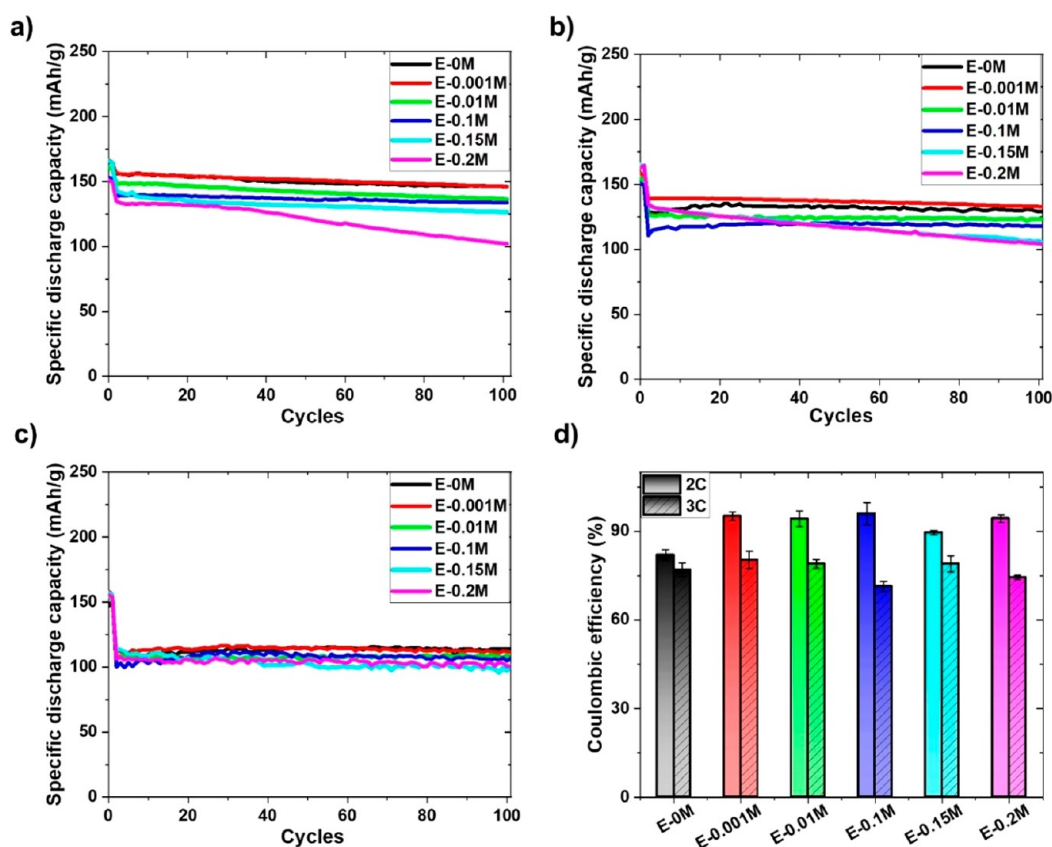 a)
Specific discharge capacity (mAh/g)
250
200
150
100
50
0
E-0M
E-0.001M
E-0.01M
E-0.1M
E-0.15M
E-0.2M
0 20 40 60 80 100
Cycles
b)
Specific discharge capacity (mAh/g)
250
200
150
100
50
0
E-0M
E-0.001M
E-0.01M
E-0.1M
E-0.15M
E-0.2M
0 20 40 60 80 100
Cycles
c)
Specific discharge capacity (mAh/g)
250
200
150
100
50
0
E-0M
E-0.001M
E-0.01M
E-0.1M
E-0.15M
E-0.2M
0 20 40 60 80 100
Cycles
d)
Coulombic efficiency (%)
90
60
30
0
2C
3C
E-0M E-0.001M E-0.01M E-0.1M E-0.15M E-0.2M